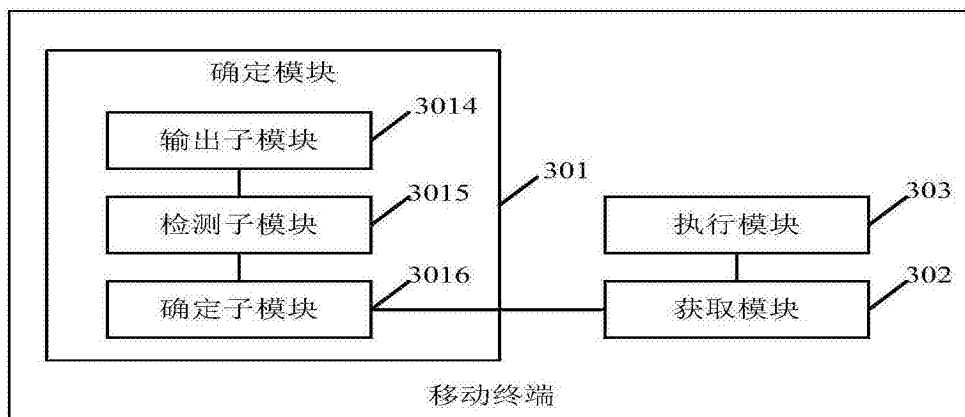 确定模块
3014
输出子模块
301
3015
303
检测子模块
执行模块
3016
302
确定子模块
获取模块
移动终端